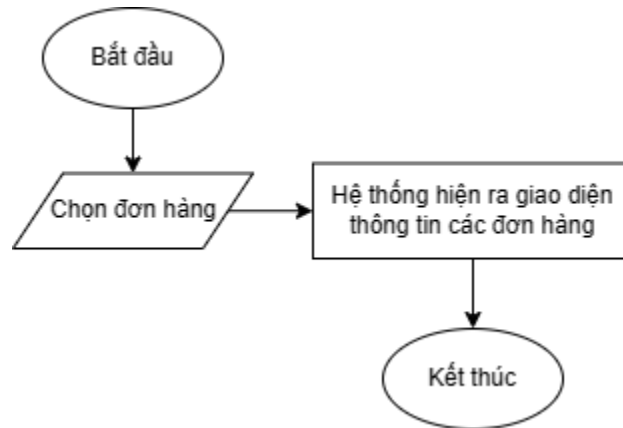 Bắt đầu
Chọn đơn hàng
Hệ thống hiện ra giao diện
thông tin các đơn hàng
Kết thúc